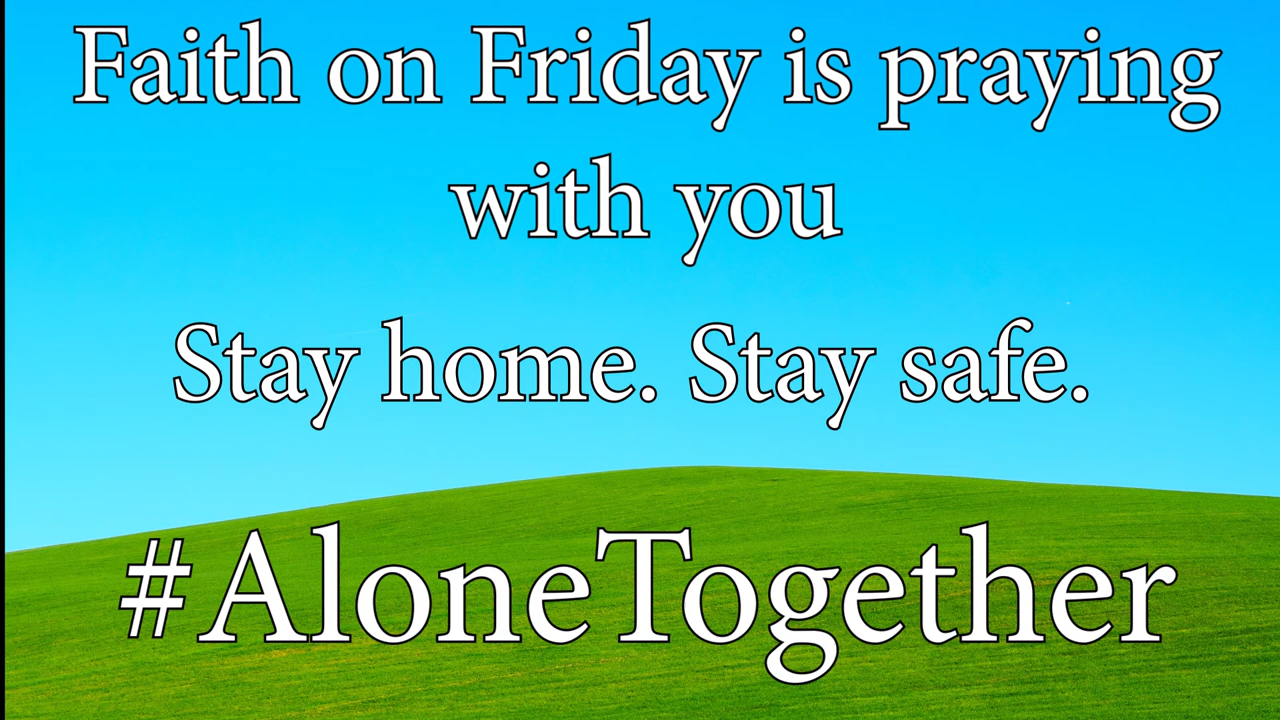 Faith on Friday is praying
with you
Stay home. Stay safe.
#AloneTogether